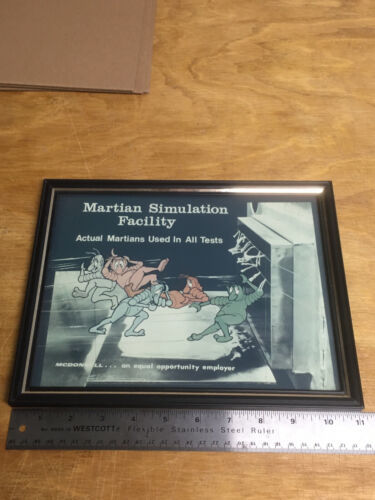 Martian Simulation
Facility
Actual Martians Used In All Tests
... an equal opportunity employer
1 2 3 4 5 6 7 8 9 10 11
WESTCOTT® Flexible Stainless Steel Ruler